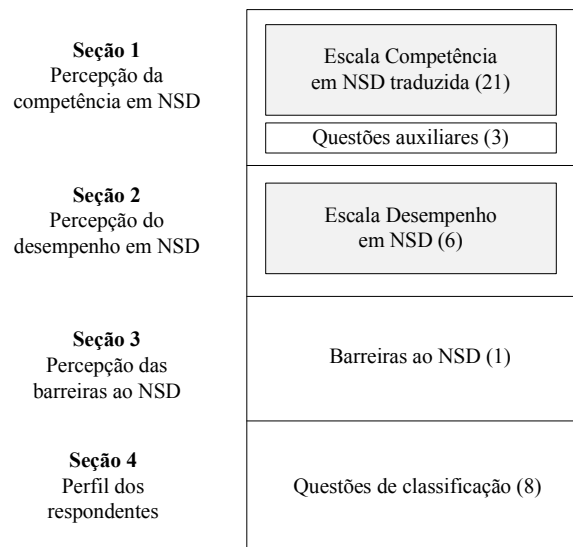 Seção 1
Percepção da
competência em NSD
Escala Competência
em NSD traduzida (21)
Questões auxiliares (3)
Seção 2
Percepção do
desempenho em NSD
Escala Desempenho
em NSD (6)
Seção 3
Percepção das
barreiras ao NSD
Barreiras ao NSD (1)
Seção 4
Perfil dos
respondentes
Questões de classificação (8)